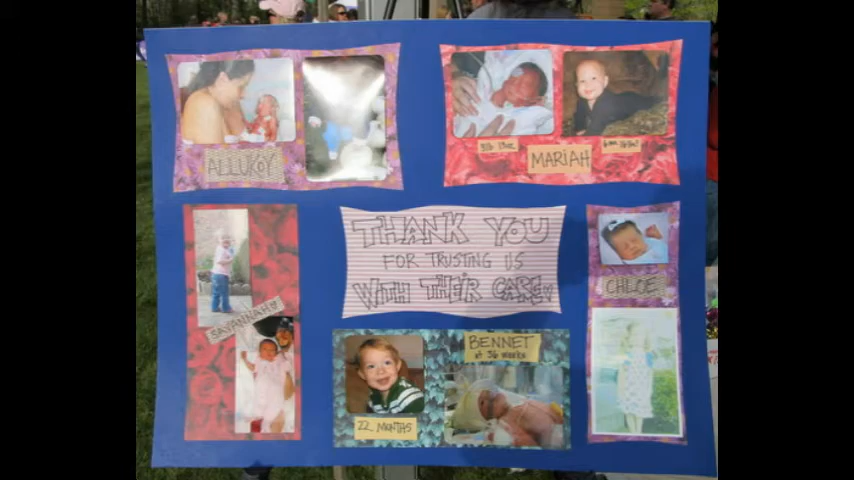 ALLUKOY
MARIAH
SAVANNAH
THANK YOU
FOR TRUSTING US
WITH THEIR CARE
CHLOE
BENNET
at 36 weeks
22 MONTHS